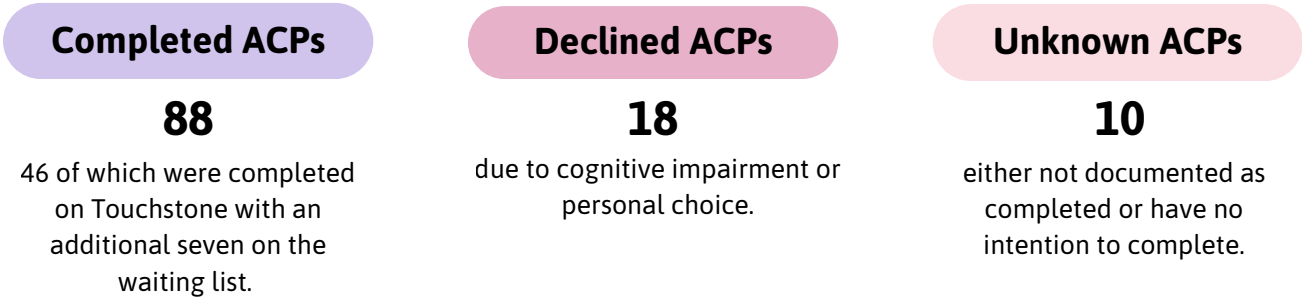 Completed ACPs
88
46 of which were completed
on Touchstone with an
additional seven on the
waiting list.
Declined ACPs
18
due to cognitive impairment or
personal choice.
Unknown ACPs
10
either not documented as
completed or have no
intention to complete.